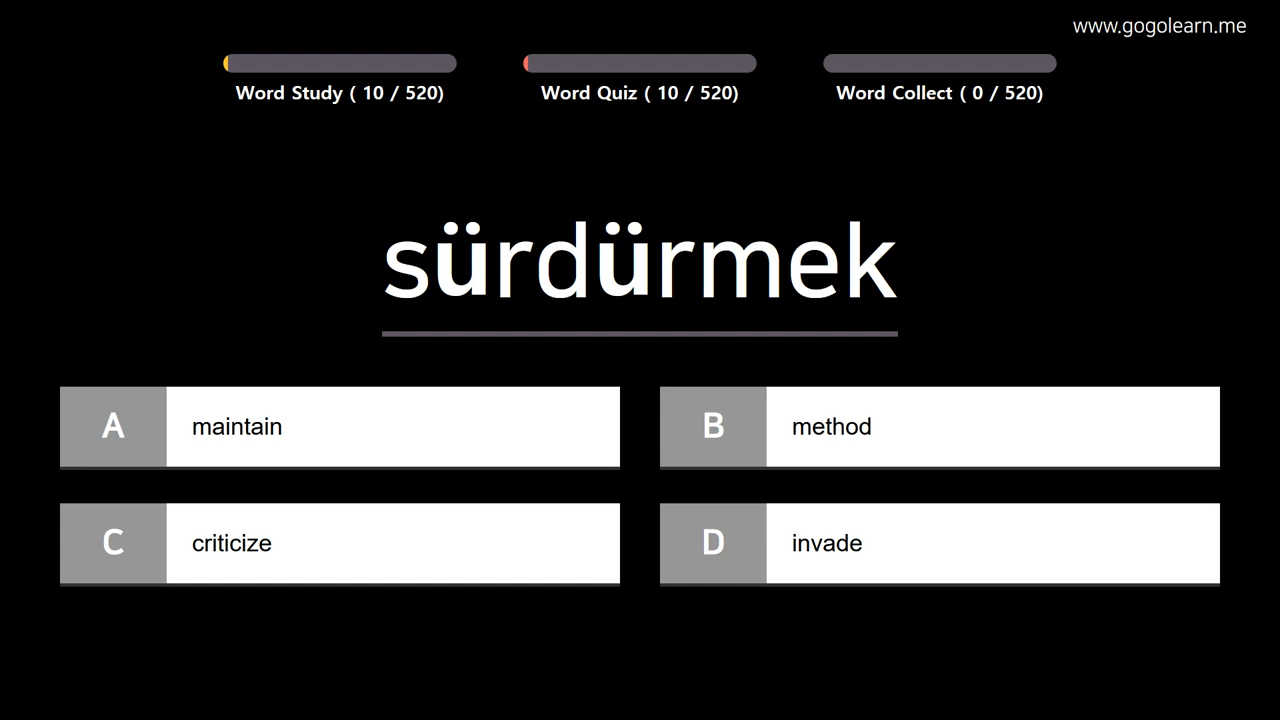 www.gogolearn.me
Word Study ( 10 / 520)
Word Quiz ( 10 / 520)
Word Collect ( 0 / 520)
sürdürmek
A maintain
B method
C criticize
D invade